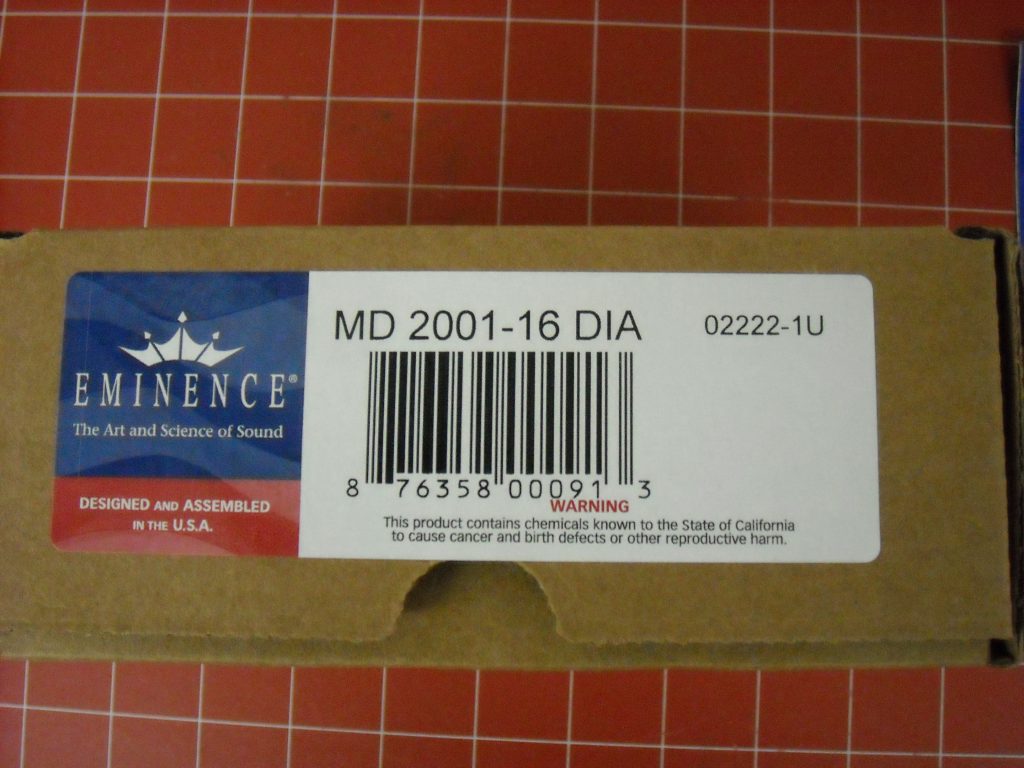 EMINENCE®
The Art and Science of Sound
DESIGNED AND ASSEMBLED
IN THE U.S.A.
MD 2001-16 DIA
02222-1U
8 76358 00091 3
WARNING
This product contains chemicals known to the State of California
to cause cancer and birth defects or other reproductive harm.